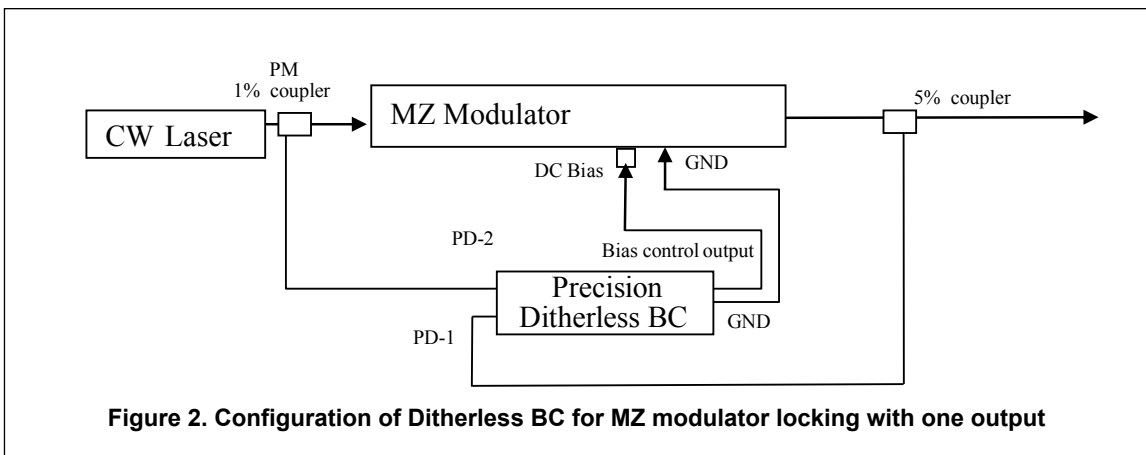 PM
1% coupler
CW Laser
MZ Modulator
5% coupler
DC Bias
GND
PD-2
Bias control output
Precision
Ditherless BC
GND
PD-1
Figure 2. Configuration of Ditherless BC for MZ modulator locking with one output